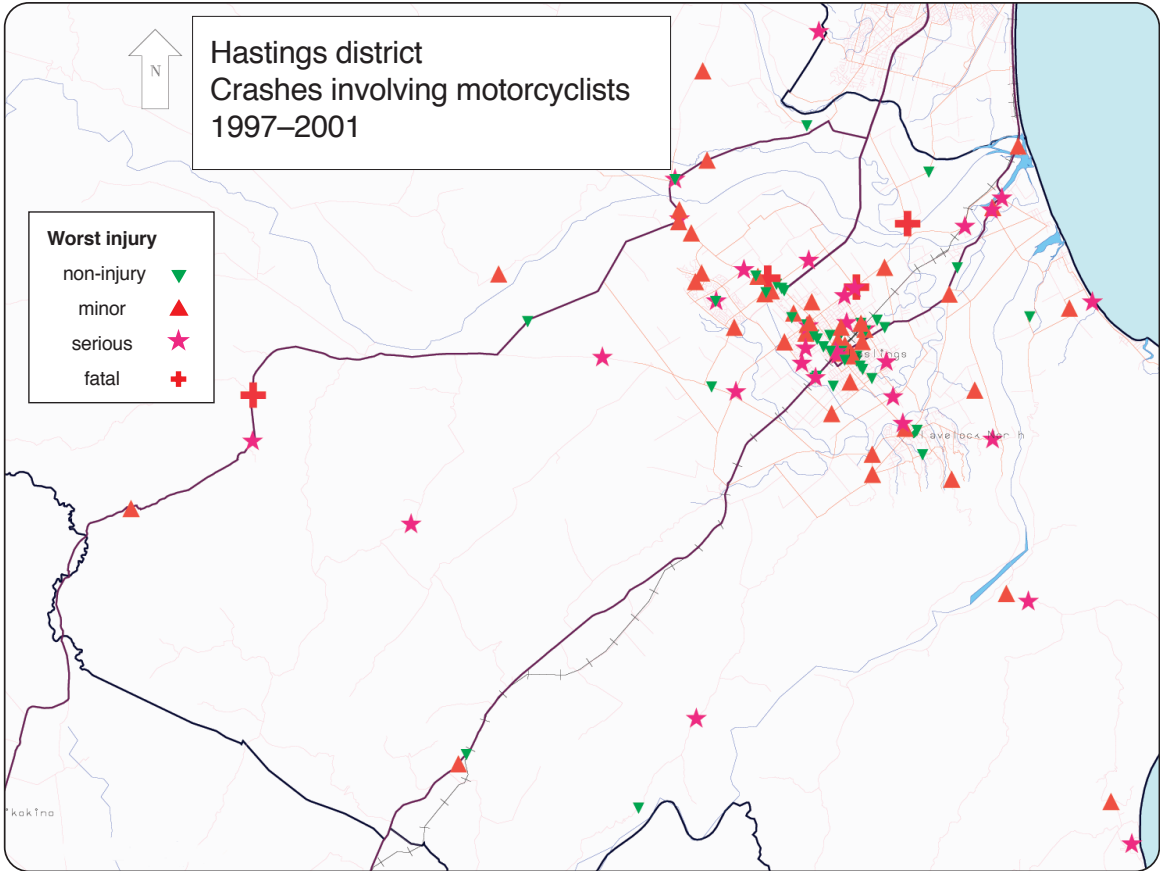 N
Hastings district
Crashes involving motorcyclists
1997–2001
Worst injury
non-injury
minor
serious
fatal